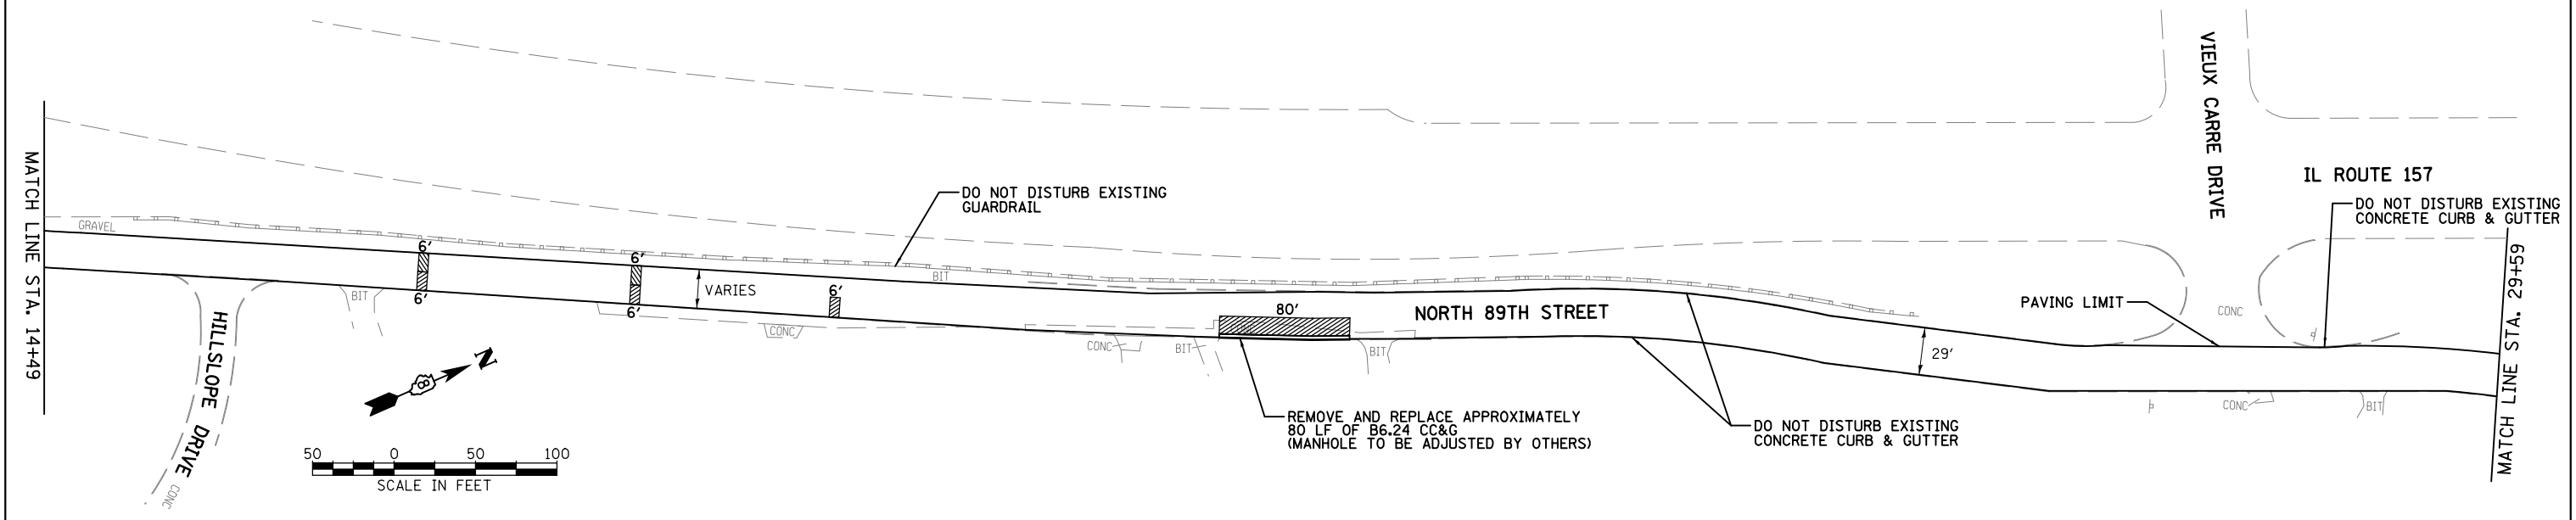 MATCH LINE STA. 14+49
GRAVEL
HILLSLOPE DRIVE
CONC
BIT
6'
6'
6'
6'
VARIES
CONC
6'
BIT
DO NOT DISTURB EXISTING
GUARDRAIL
N
50 0 50 100
SCALE IN FEET
CONC
BIT
80'
BIT
NORTH 89TH STREET
REMOVE AND REPLACE APPROXIMATELY
80 LF OF B6.24 CC&G
(MANHOLE TO BE ADJUSTED BY OTHERS)
DO NOT DISTURB EXISTING
CONCRETE CURB & GUTTER
29'
PAVING LIMIT
VIEUX CARRE DRIVE
CONC
IL ROUTE 157
DO NOT DISTURB EXISTING
CONCRETE CURB & GUTTER
CONC
BIT
MATCH LINE STA. 29+59